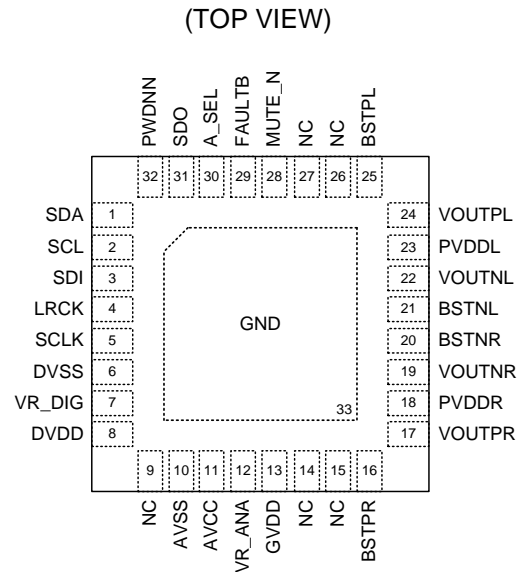 (TOP VIEW)
PWDNN SDO A_SEL FAULTB MUTE_N NC NC BSTPL
32 31 30 29 28 27 26 25
SDA 1 24 VOUTPL
SCL 2 23 PVDDL
SDI 3 22 VOUTNL
LRCK 4 21 BSTNL
SCLK 5 GND 20 BSTNR
DVSS 6 19 VOUTNR
VR_DIG 7 33 18 PVDDR
DVDD 8 17 VOUTPR
9 10 11 12 13 14 15 16
NC AVSS AVCC VR_ANA GVDD NC NC BSTPR